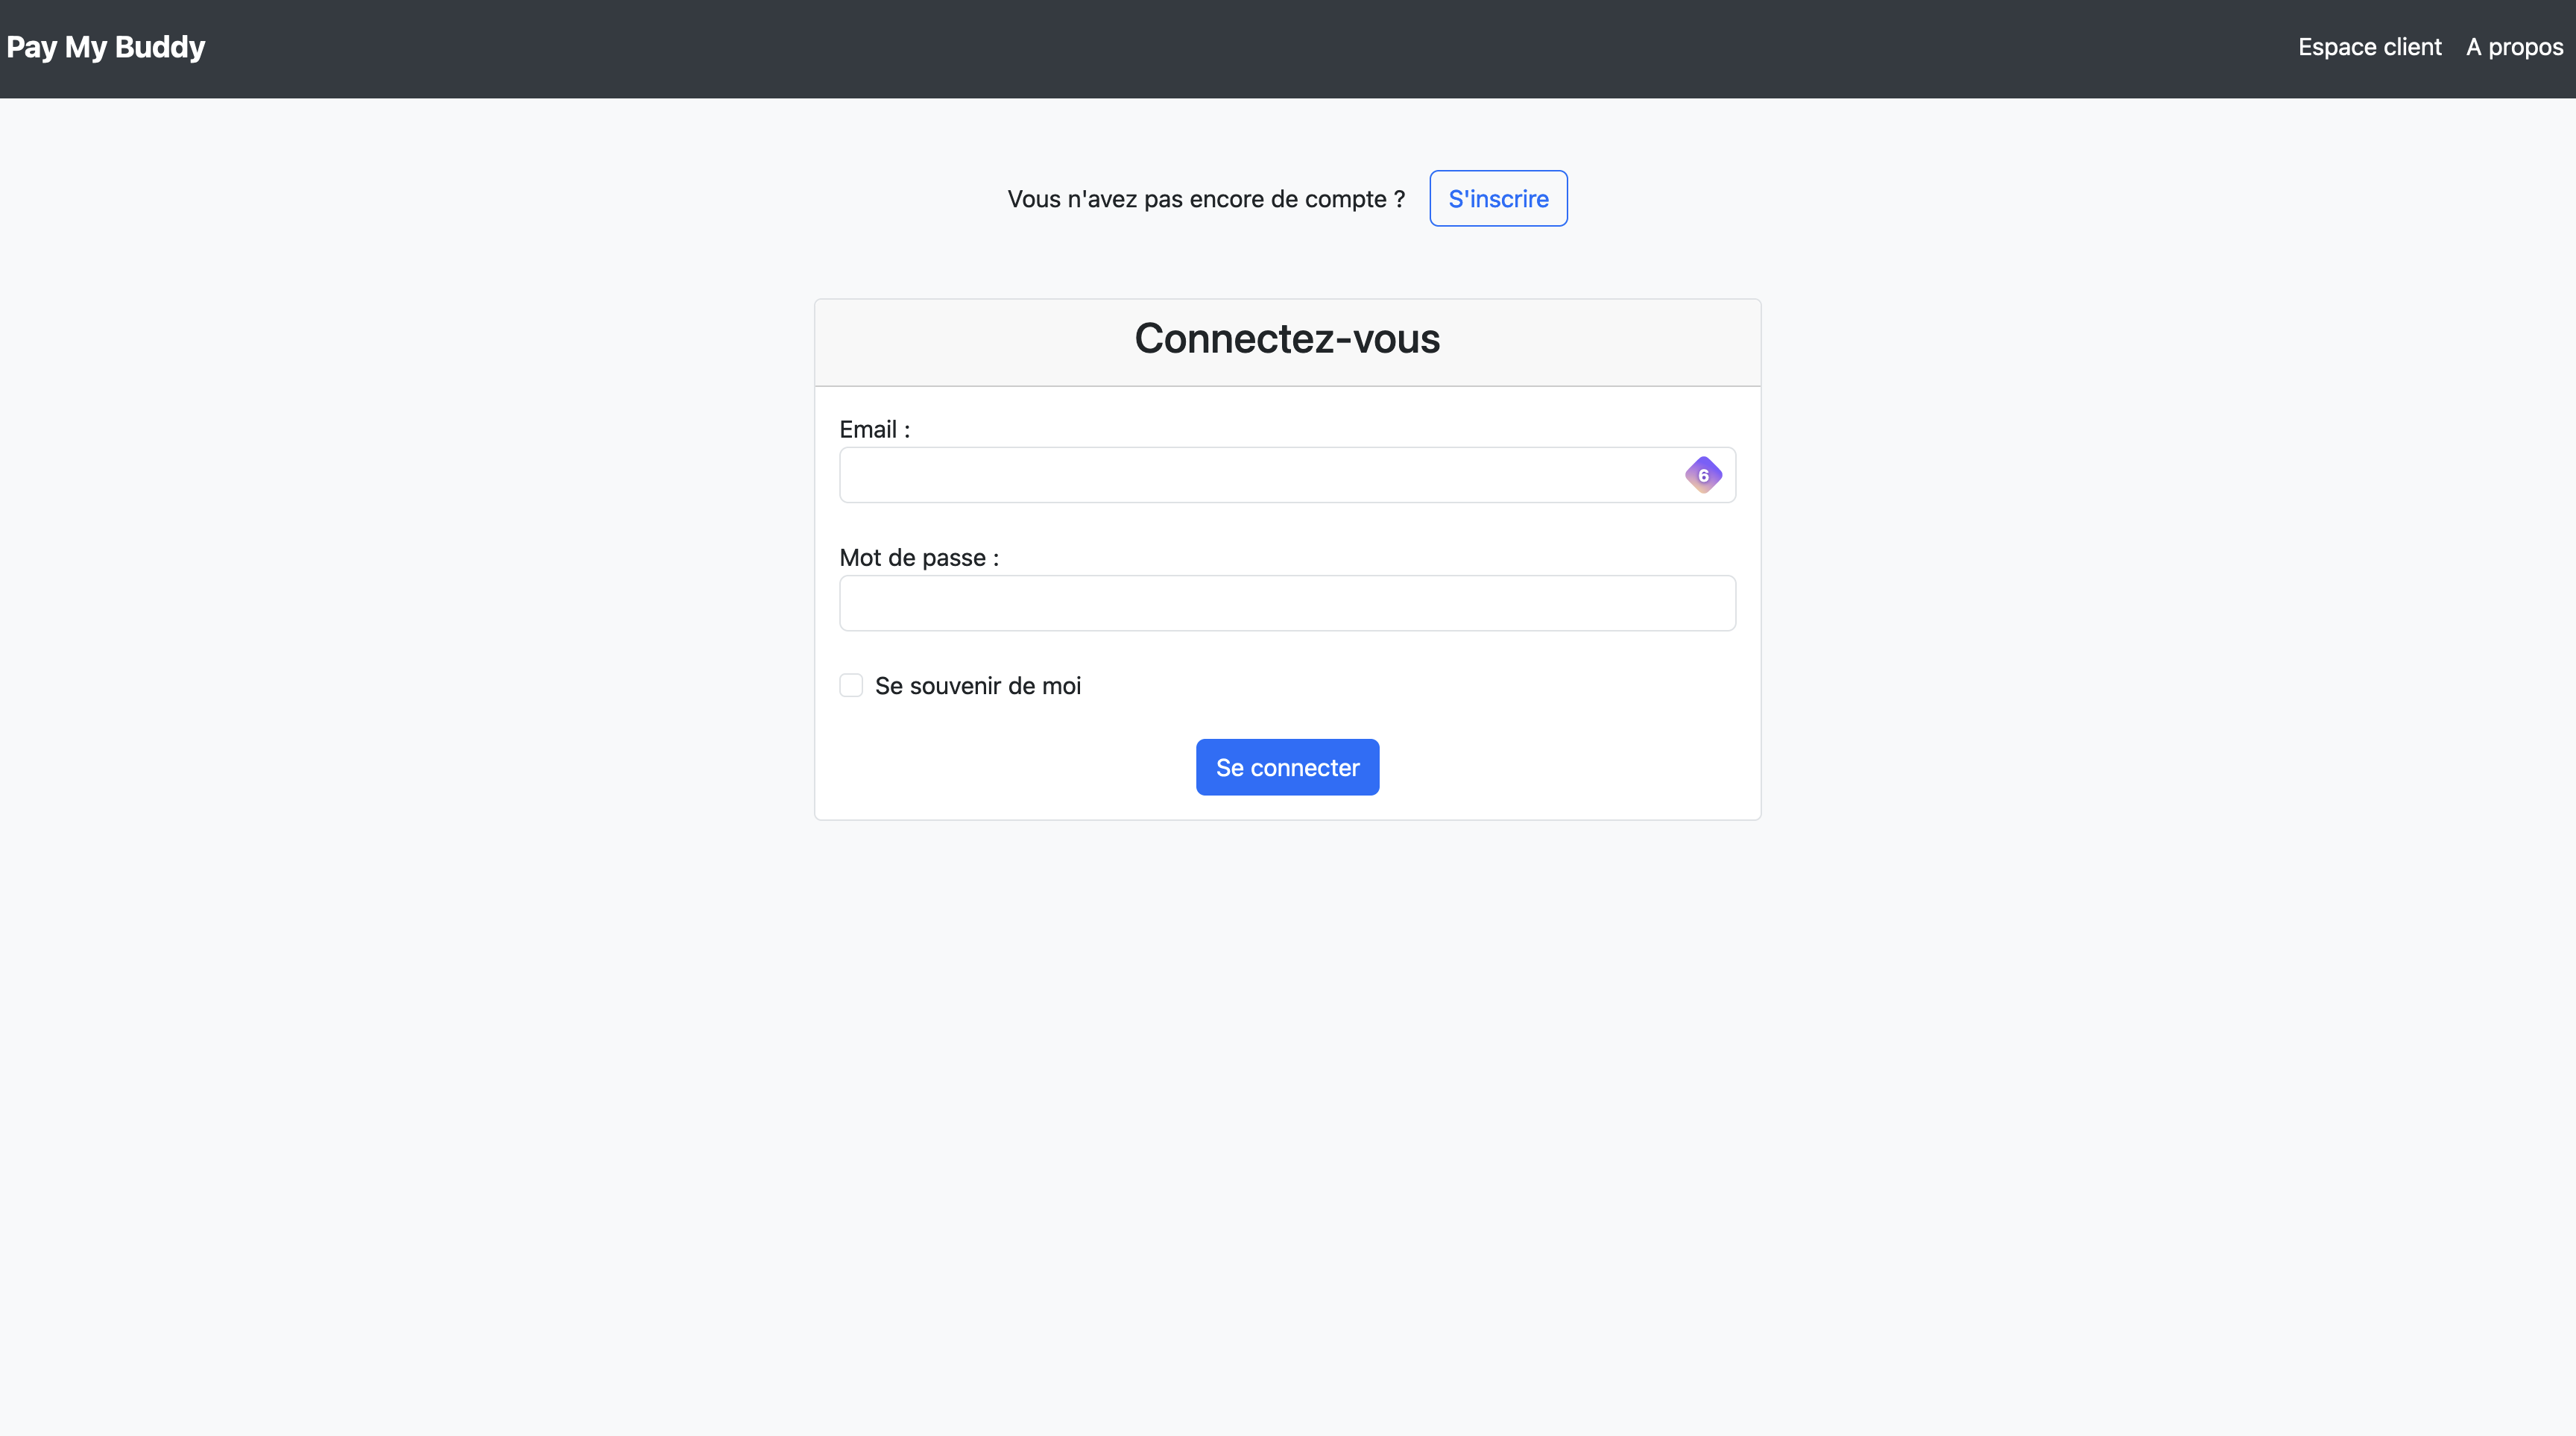 Pay My Buddy
Espace client
A propos
Vous n'avez pas encore de compte ?
S'inscrire
Connectez-vous
Email :
6
Mot de passe :
Se souvenir de moi
Se connecter